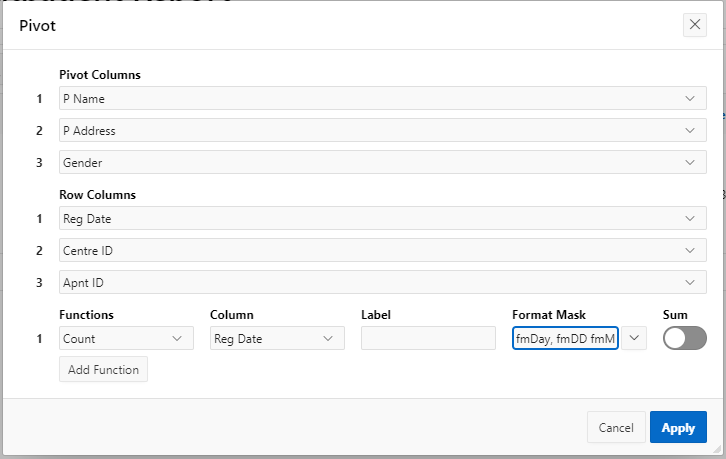 Pivot
Pivot Columns
1 P Name
2 P Address
3 Gender
Row Columns
1 Reg Date
2 Centre ID
3 Apnt ID
Functions Column Label Format Mask Sum
1 Count Reg Date fmDay, fmDD fmM
Add Function
Cancel Apply